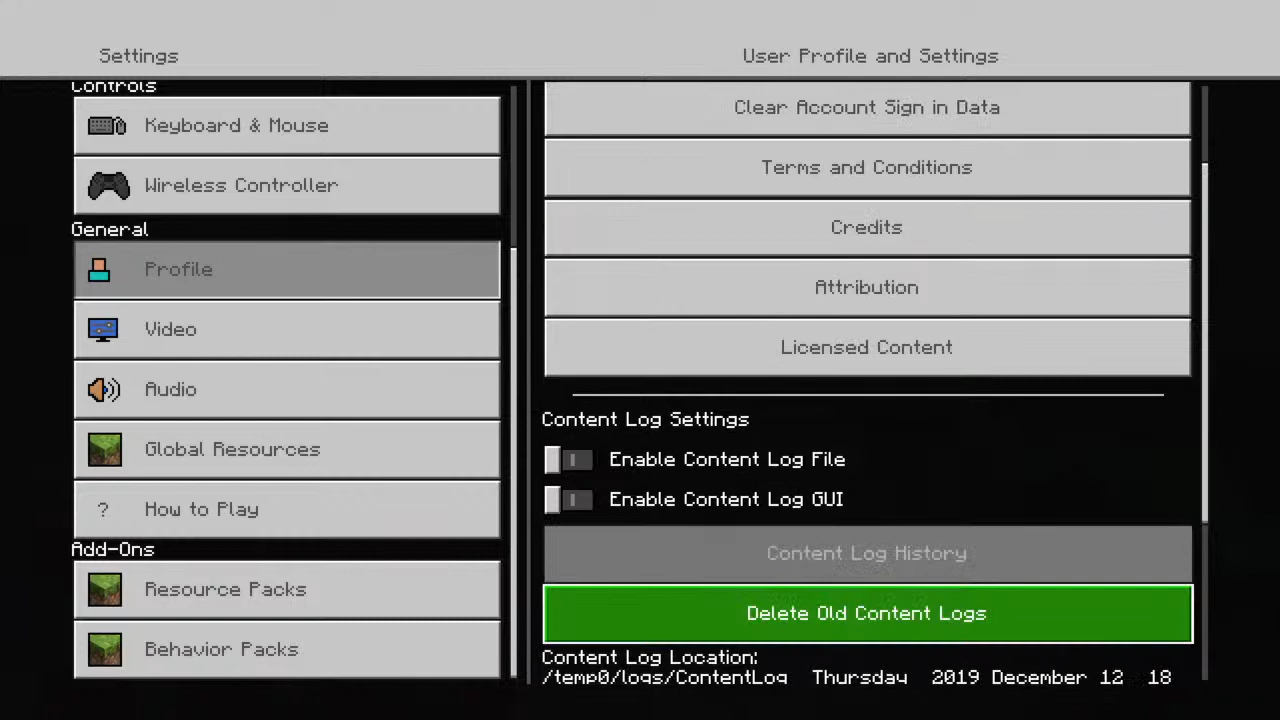 Settings
User Profile and Settings
Controls
Keyboard & Mouse
Wireless Controller
General
Profile
Video
Audio
Global Resources
? How to Play
Add-Ons
Resource Packs
Behavior Packs
Clear Account Sign in Data
Terms and Conditions
Credits
Attribution
Licensed Content
Content Log Settings
Enable Content Log File
Enable Content Log GUI
Content Log History
Delete Old Content Logs
Content Log Location:
/temp0/logs/ContentLog Thursday 2019 December 12 18